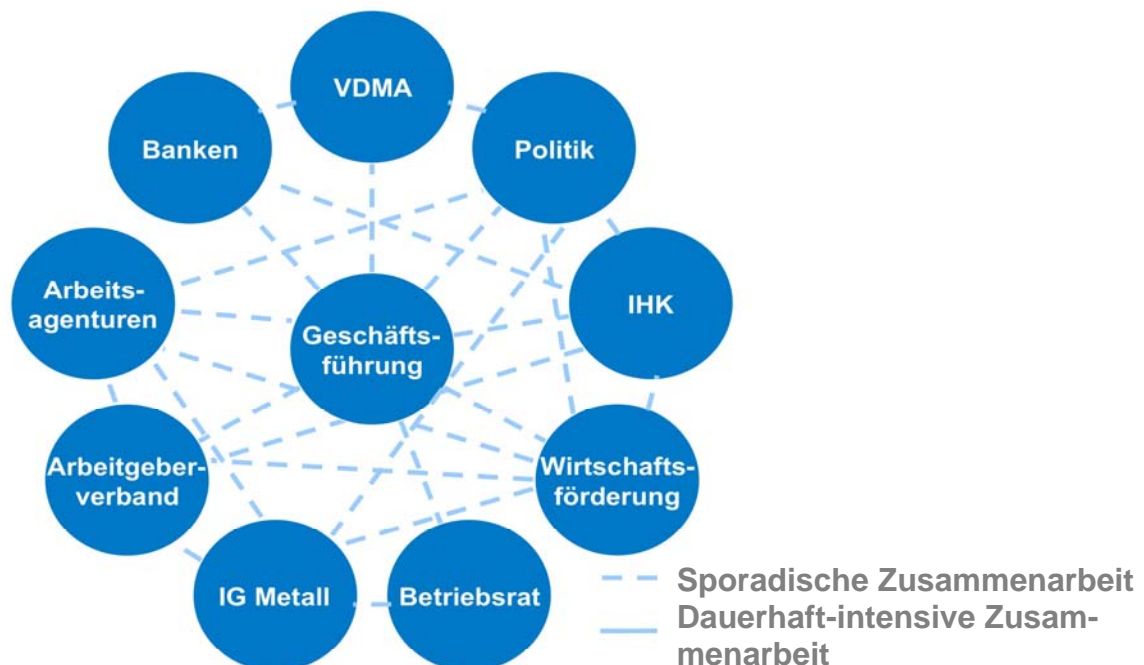 VDMA
Banken
Politik
Arbeits-
agenturen
IHK
Geschäfts-
führung
Arbeitgeber-
verband
Wirtschafts-
förderung
IG Metall
Betriebsrat
Sporadische Zusammenarbeit
Dauerhaft-intensive Zusam-
menarbeit